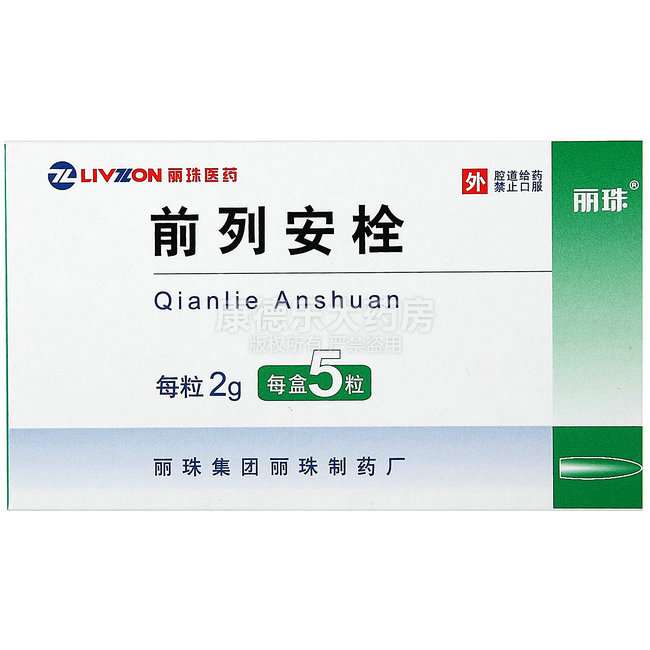 LIVZON 丽珠医药
外 腔道给药
禁止口服
丽珠®
前列安栓
Qianlie Anshuan
康德乐大药房
版权所有 严禁盗用
每粒2g 每盒5粒
丽珠集团丽珠制药厂